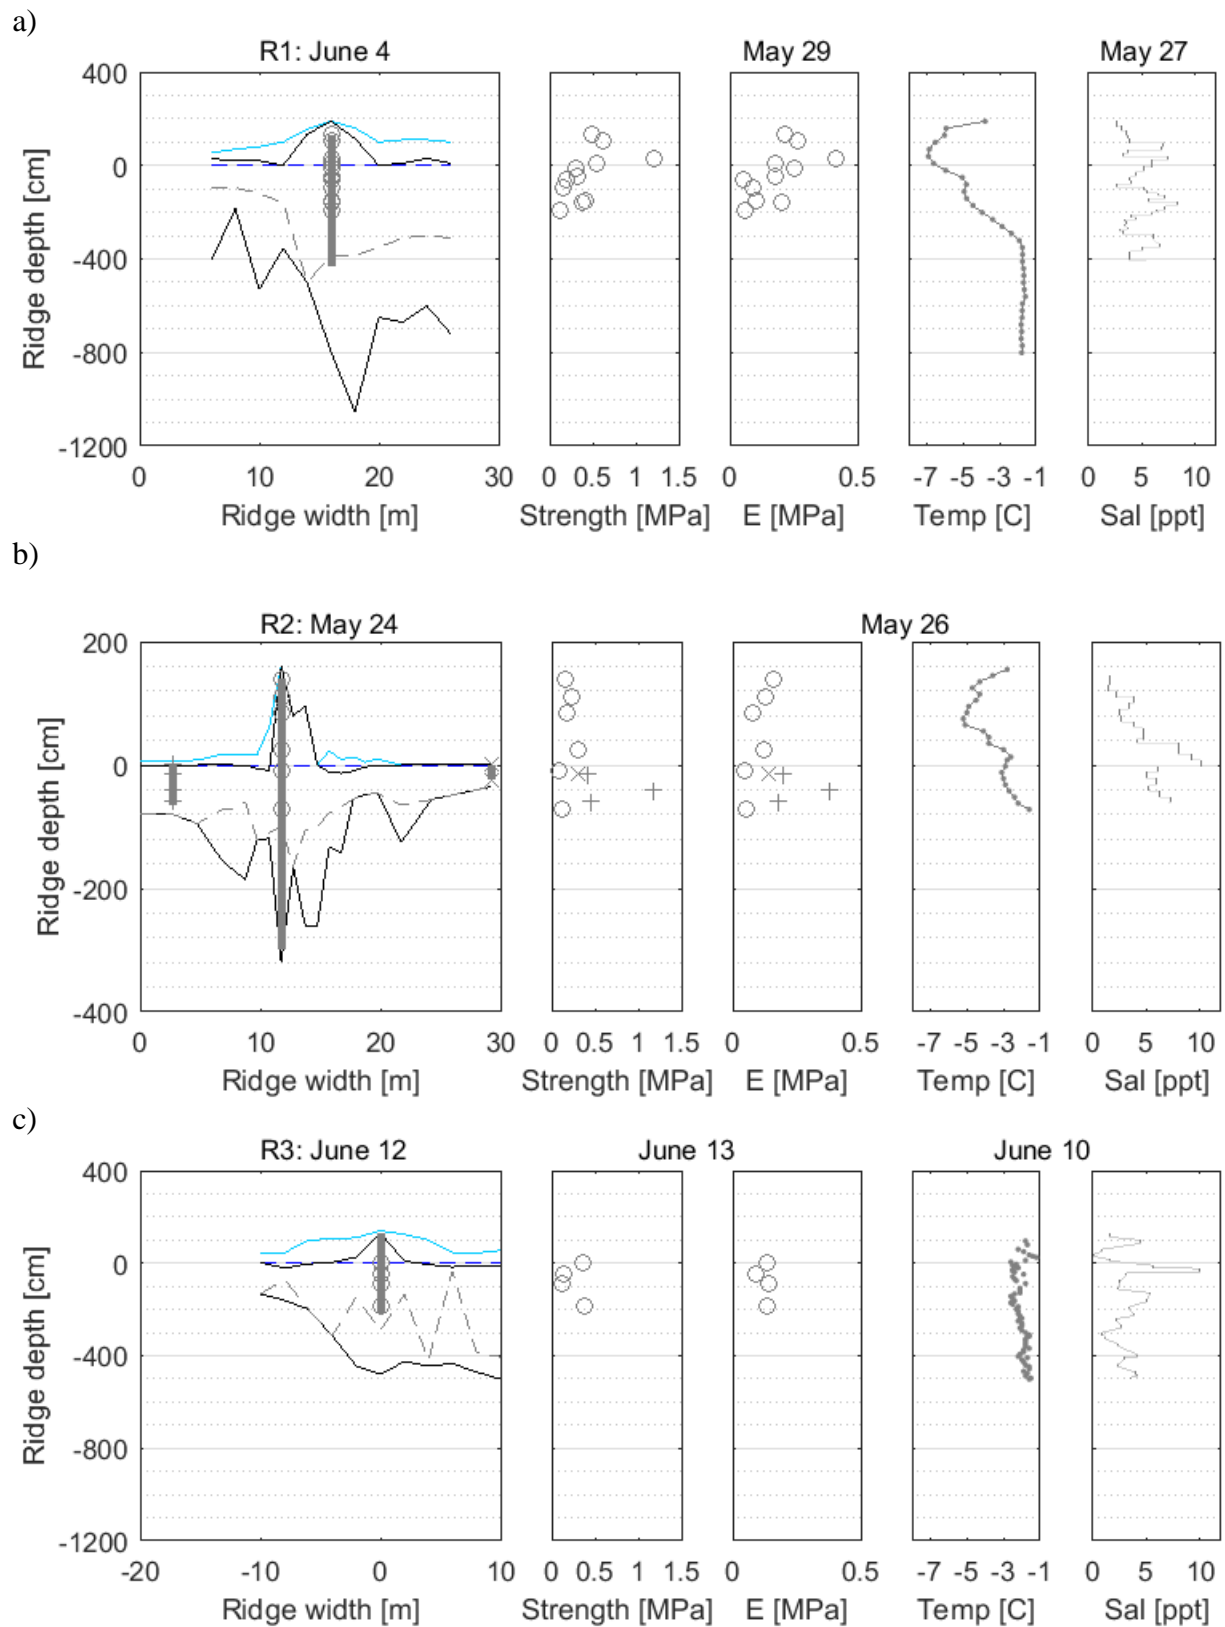 a)
R1: June 4 May 29 May 27
400
0
-400
-800
-1200
Ridge depth [cm]
0 10 20 30 0 0.5 1 1.5 0 0.5 -7 -5 -3 -1 0 5 10
Ridge width [m] Strength [MPa] E [MPa] Temp [C] Sal [ppt]
b)
R2: May 24 May 26
200
0
-200
-400
Ridge depth [cm]
0 10 20 30 0 0.5 1 1.5 0 0.5 -7 -5 -3 -1 0 5 10
Ridge width [m] Strength [MPa] E [MPa] Temp [C] Sal [ppt]
c)
R3: June 12 June 13 June 10
400
0
-400
-800
-1200
Ridge depth [cm]
-20 -10 0 10 0 0.5 1 1.5 0 0.5 -7 -5 -3 -1 0 5 10
Ridge width [m] Strength [MPa] E [MPa] Temp [C] Sal [ppt]